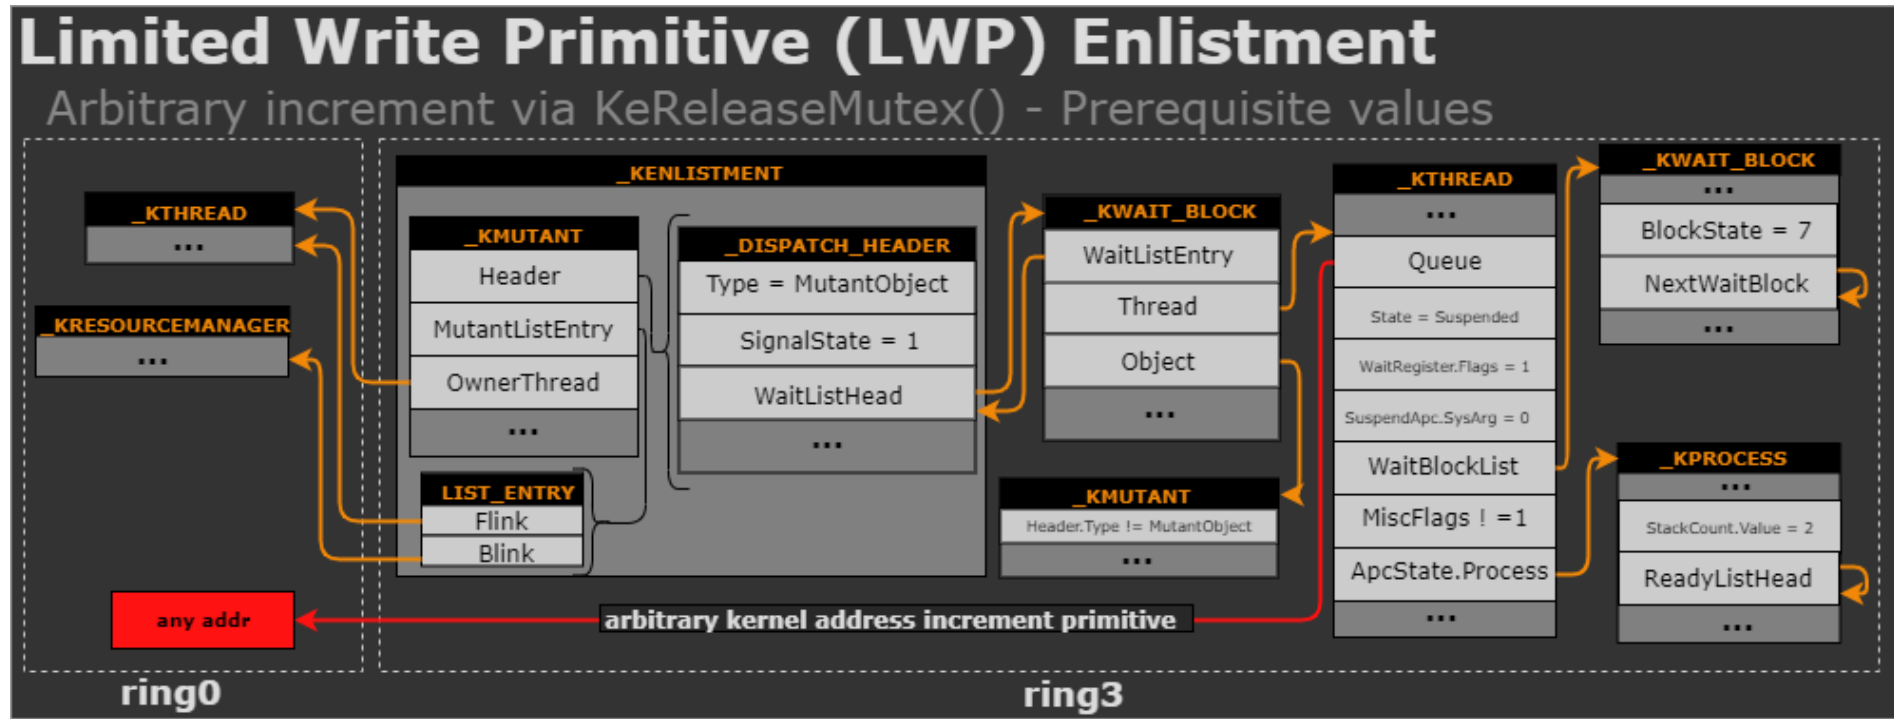 Limited Write Primitive (LWP) Enlistment
Arbitrary increment via KeReleaseMutex() - Prerequisite values
_KTHREAD
...
_KRESOURCEMANAGER
...
any addr
ring0
_KENLISTMENT
_KMUTANT
Header
MutantListEntry
OwnerThread
...
LIST_ENTRY
Flink
Blink
_DISPATCH_HEADER
Type = MutantObject
SignalState = 1
WaitListHead
...
_KWAIT_BLOCK
WaitListEntry
Thread
Object
...
_KMUTANT
Header.Type != MutantObject
...
arbitrary kernel address increment primitive
_KTHREAD
...
Queue
State = Suspended
WaitRegister.Flags = 1
SuspendApc.SysArg = 0
WaitBlockList
MiscFlags ! =1
ApcState.Process
...
_KWAIT_BLOCK
...
BlockState = 7
NextWaitBlock
...
_KPROCESS
...
StackCount.Value = 2
ReadyListHead
...
ring3